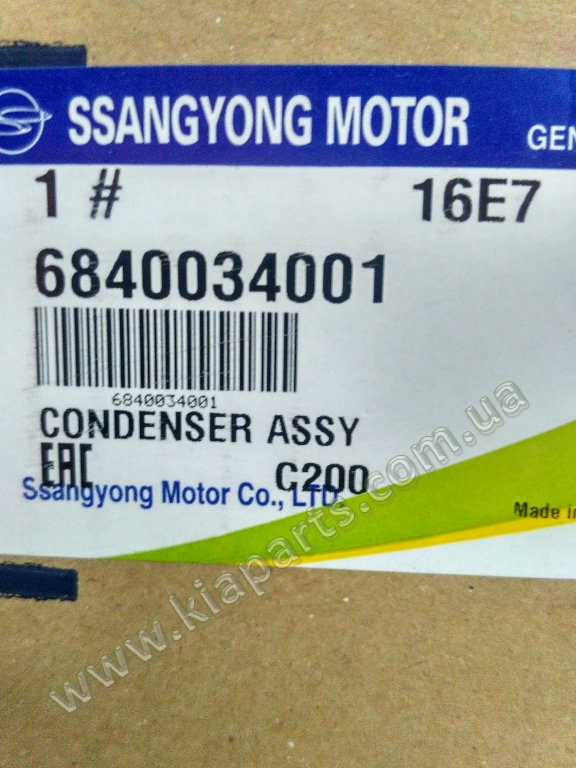 SSANGYONG MOTOR GEN
1 # 16E7
6840034001
6840034001
CONDENSER ASSY
EAC C200
Ssangyong Motor Co., LTD
Made in
www.kiaparts.com.ua